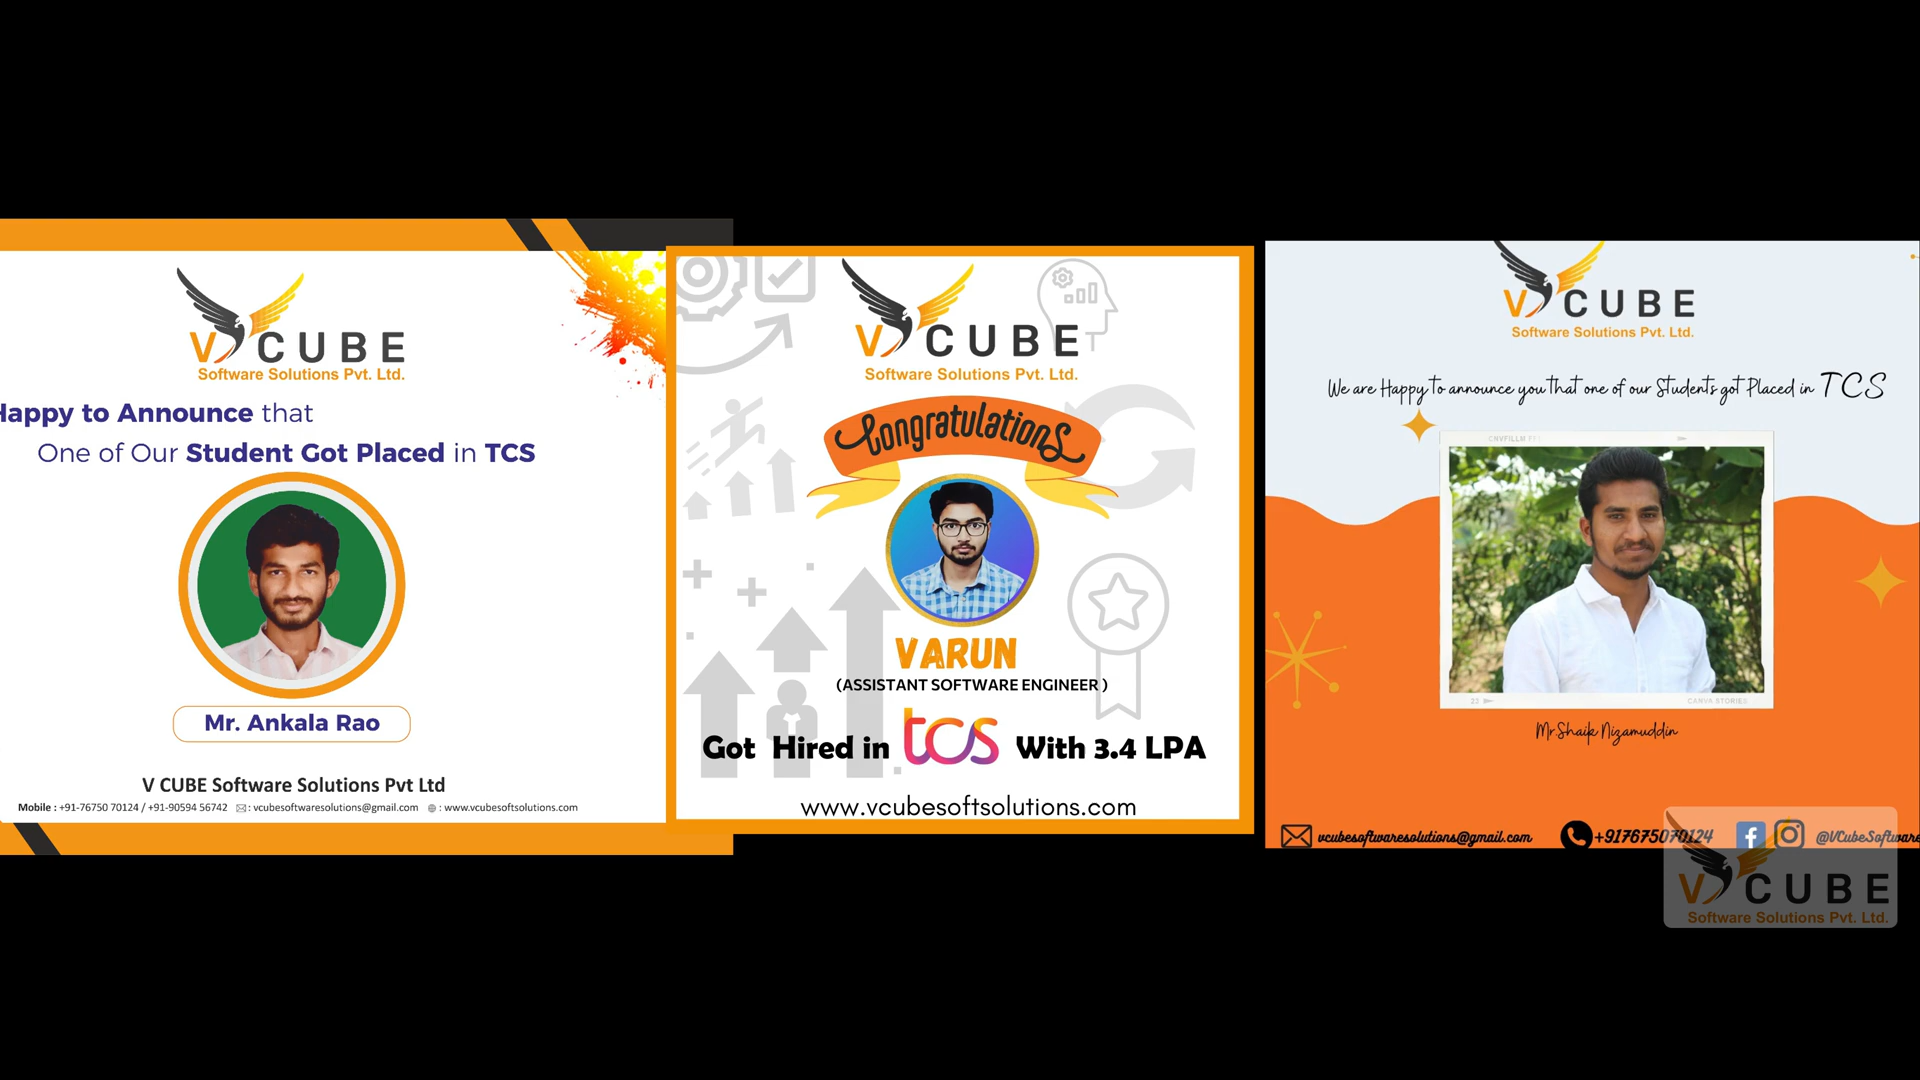 V CUBE
Software Solutions Pvt. Ltd.
Happy to Announce that
One of Our Student Got Placed in TCS
Mr. Ankala Rao
V CUBE Software Solutions Pvt Ltd
Mobile : +91-76750 70124 / +91-90594 56742 : vcubesoftwaresolutions@gmail.com : www.vcubesoftsolutions.com
V CUBE
Software Solutions Pvt. Ltd.
Congratulations
VARUN
(ASSISTANT SOFTWARE ENGINEER )
Got Hired in tcs With 3.4 LPA
www.vcubesoftsolutions.com
V CUBE
Software Solutions Pvt. Ltd.
We are Happy to announce you that one of our Students got Placed in TCS
23
CANVA STORIES
Mr.Shaik Nizamuddin
vcubesoftwaresolutions@gmail.com +917675070124 @VCubeSoftware
V CUBE
Software Solutions Pvt. Ltd.